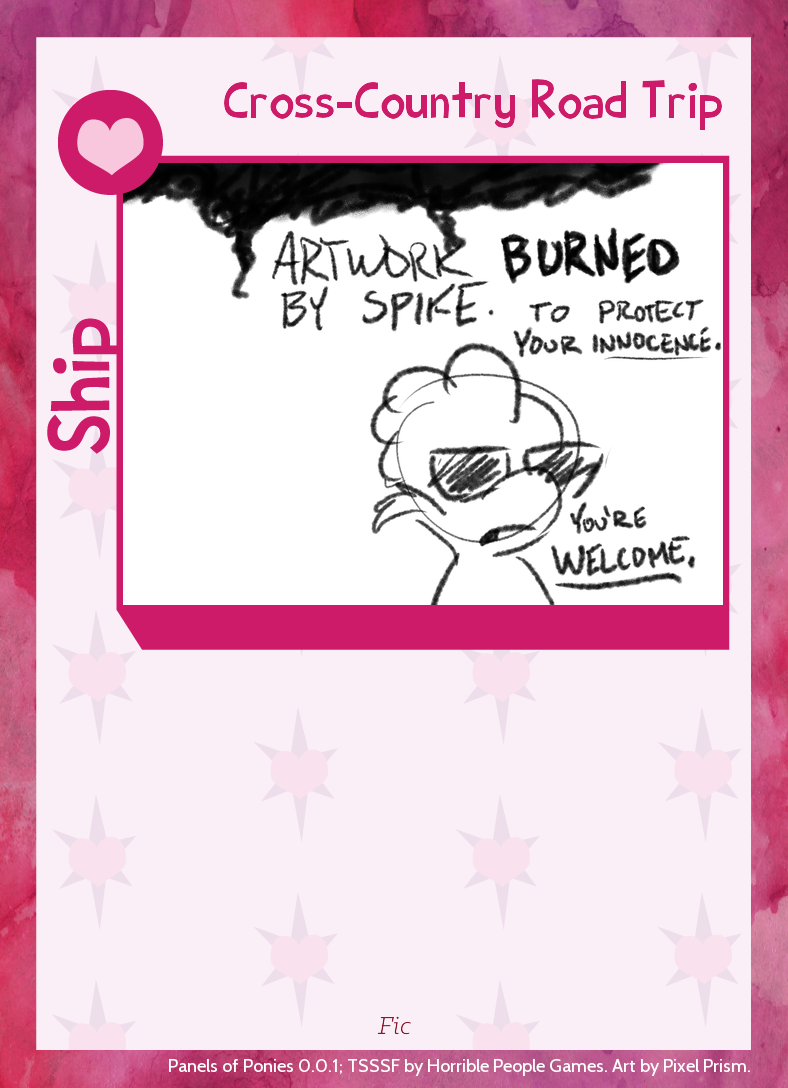 Cross-Country Road Trip
Ship
ARTWORK BURNED
BY SPIKE. TO PROTECT
YOUR INNOCENCE.
YOU'RE
WELCOME.
Fic
Panels of Ponies 0.0.1; TSSSF by Horrible People Games. Art by Pixel Prism.